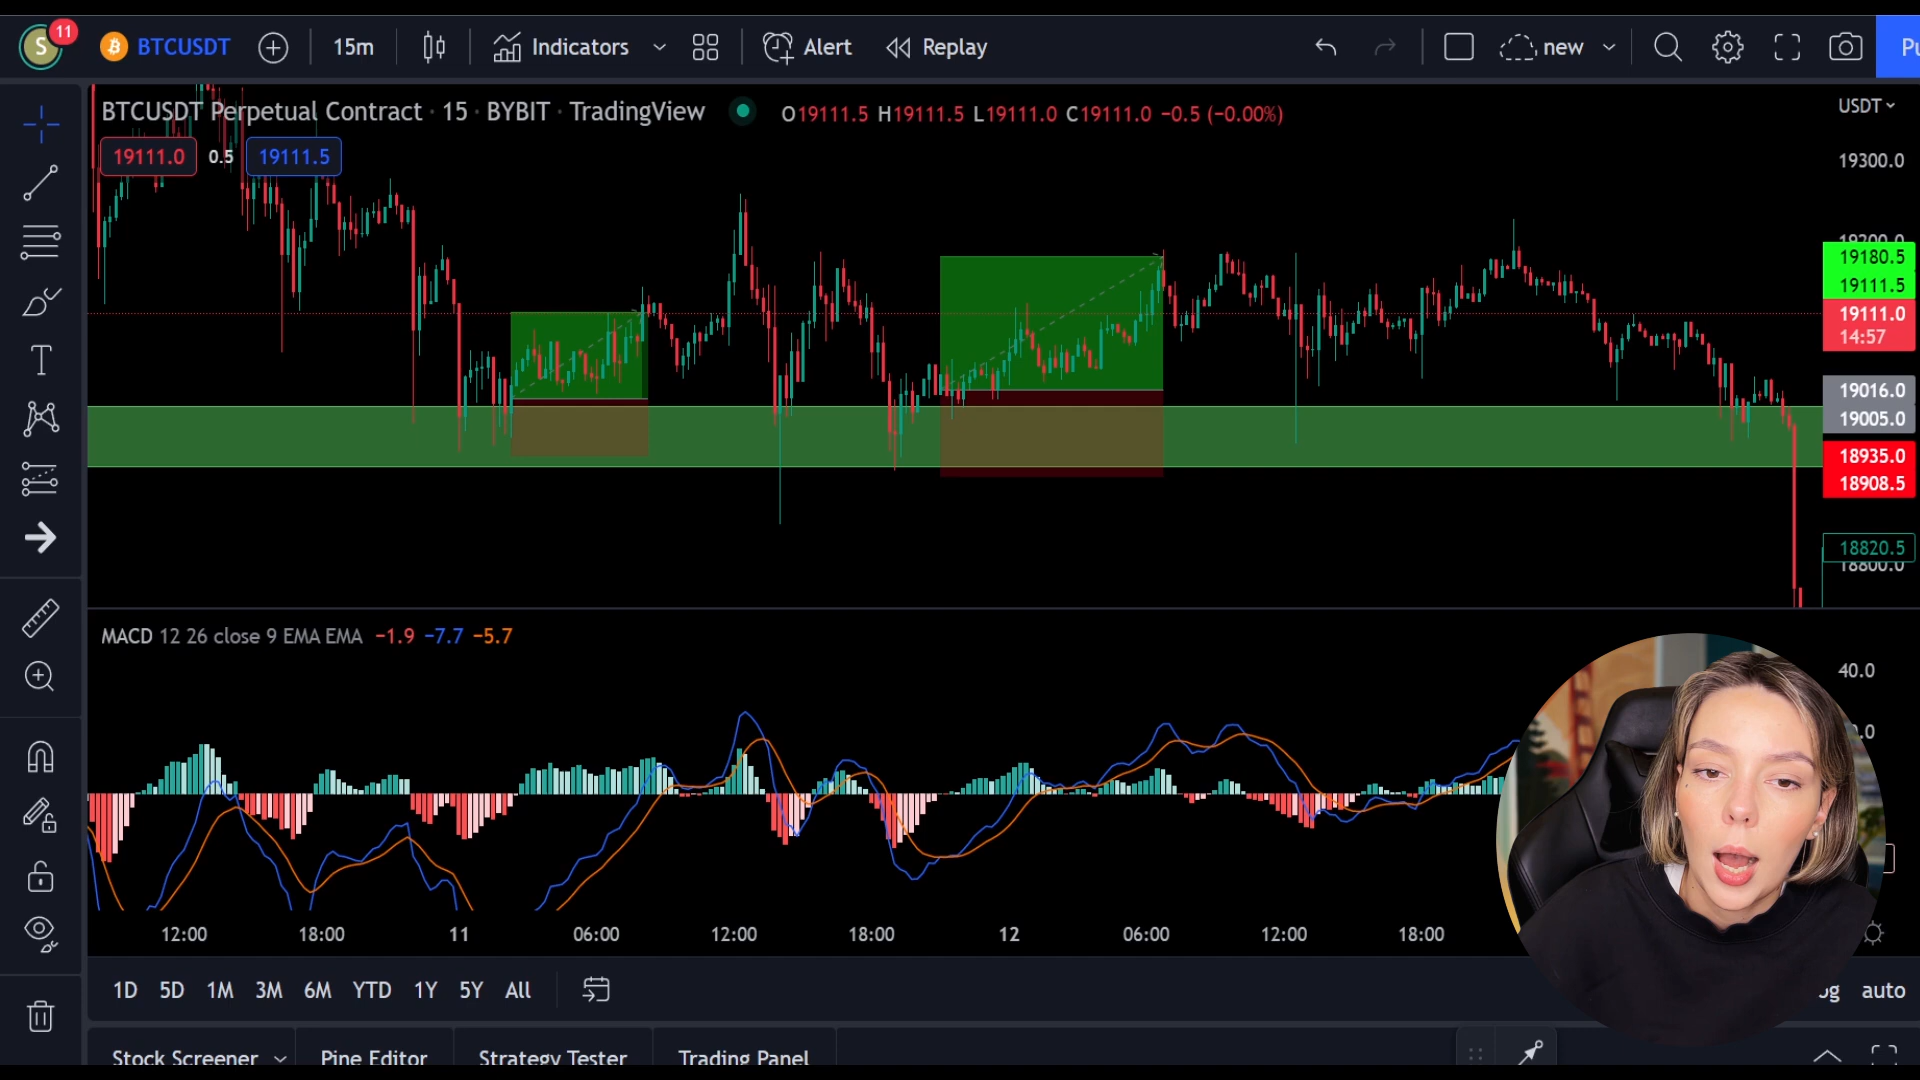 S 11 BTCUSDT 15m Indicators Alert Replay new Pu
BTCUSDT Perpetual Contract · 15 · BYBIT · TradingView O19111.5 H19111.5 L19111.0 C19111.0 −0.5 (−0.00%)
USDT
19111.0 0.5 19111.5
19300.0
19200.0
19180.5
19111.5
19111.0
14:57
19016.0
19005.0
18935.0
18908.5
18820.5
18800.0
MACD 12 26 close 9 EMA EMA −1.9 −7.7 −5.7
40.0
12:00 18:00 11 06:00 12:00 18:00 12 06:00 12:00 18:00
1D 5D 1M 3M 6M YTD 1Y 5Y All
auto
Stock Screener Pine Editor Strategy Tester Trading Panel